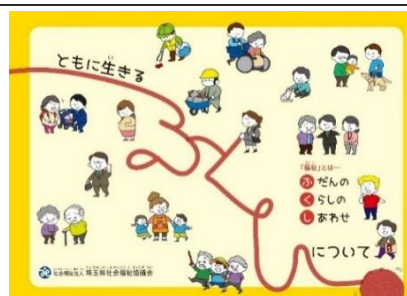 ともに生きる
ふくし
「福祉」とは…
ふだんの
くらしの
しあわせ
について
社会福祉法人 埼玉県社会福祉協議会